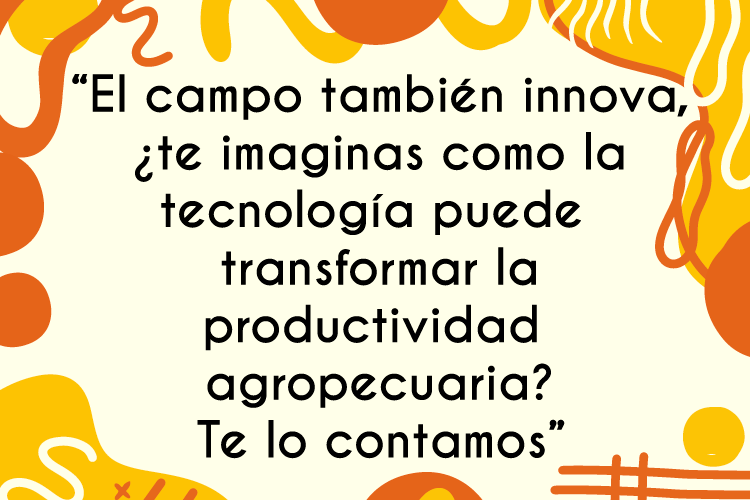 “El campo también innova,
¿te imaginas como la
tecnología puede
transformar la
productividad
agropecuaria?
Te lo contamos”